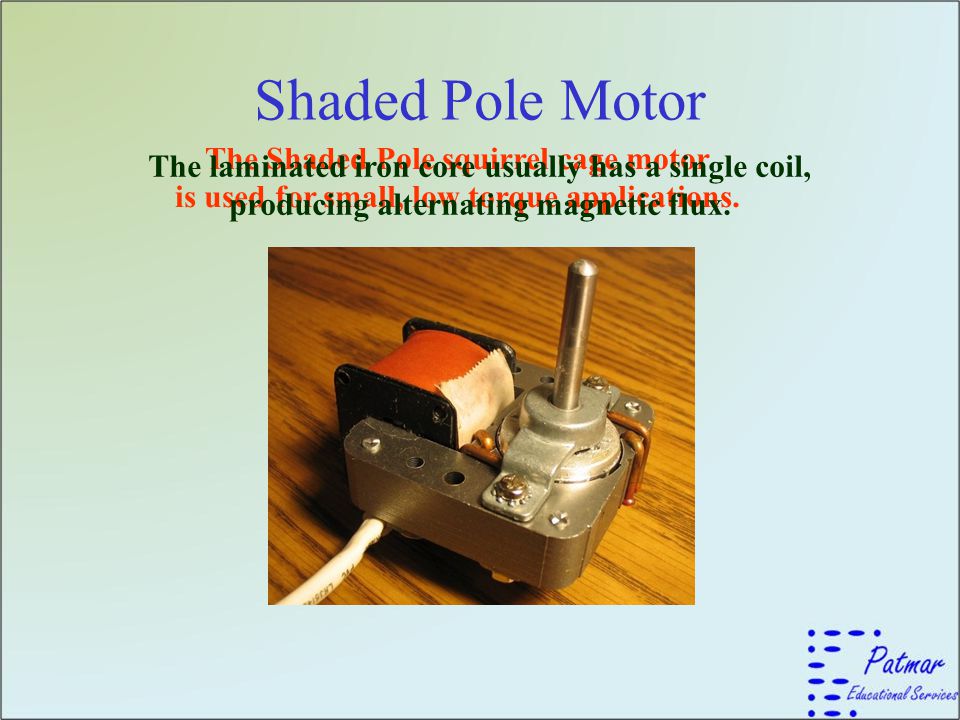 Shaded Pole Motor
The Shaded Pole squirrel cage motor
is used for small, low torque applications.
The laminated iron core usually has a single coil,
producing alternating magnetic flux.
Patmar
Educational Services